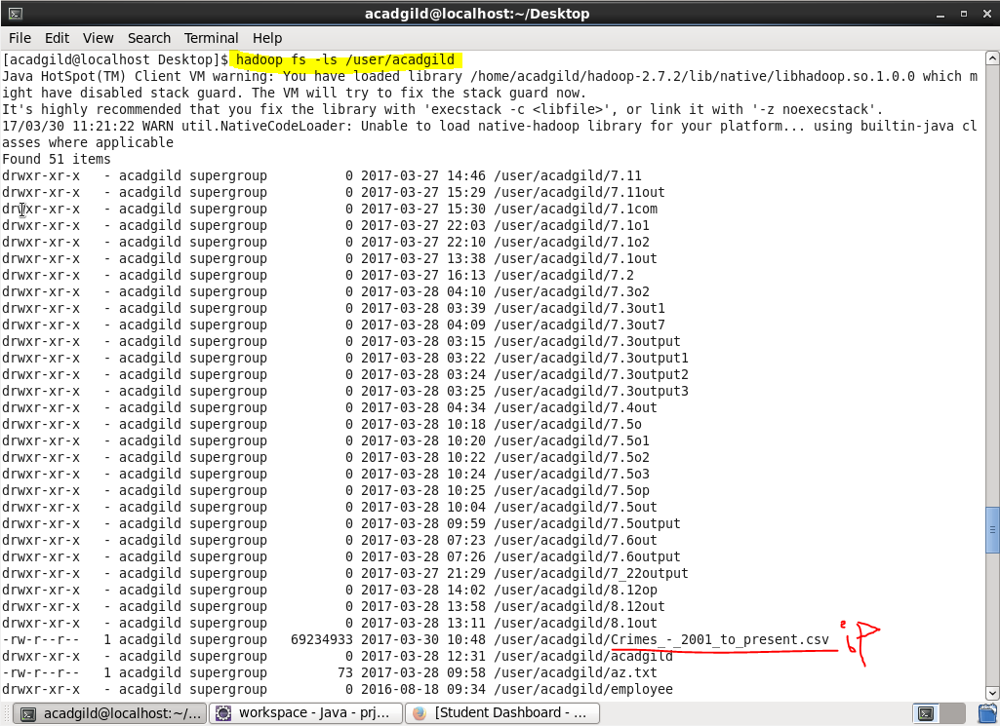 acadgild@localhost:~/Desktop
File Edit View Search Terminal Help
[acadgild@localhost Desktop]$ hadoop fs -ls /user/acadgild
Java HotSpot(TM) Client VM warning: You have loaded library /home/acadgild/hadoop-2.7.2/lib/native/libhadoop.so.1.0.0 which m
ight have disabled stack guard. The VM will try to fix the stack guard now.
It's highly recommended that you fix the library with 'execstack -c <libfile>', or link it with '-z noexecstack'.
17/03/30 11:21:22 WARN util.NativeCodeLoader: Unable to load native-hadoop library for your platform... using builtin-java cl
asses where applicable
Found 51 items
drwxr-xr-x   - acadgild supergroup          0 2017-03-27 14:46 /user/acadgild/7.11
drwxr-xr-x   - acadgild supergroup          0 2017-03-27 15:29 /user/acadgild/7.11out
drwxr-xr-x   - acadgild supergroup          0 2017-03-27 15:30 /user/acadgild/7.1com
drwxr-xr-x   - acadgild supergroup          0 2017-03-27 22:03 /user/acadgild/7.1o1
drwxr-xr-x   - acadgild supergroup          0 2017-03-27 22:10 /user/acadgild/7.1o2
drwxr-xr-x   - acadgild supergroup          0 2017-03-27 13:38 /user/acadgild/7.1out
drwxr-xr-x   - acadgild supergroup          0 2017-03-27 16:13 /user/acadgild/7.2
drwxr-xr-x   - acadgild supergroup          0 2017-03-28 04:10 /user/acadgild/7.3o2
drwxr-xr-x   - acadgild supergroup          0 2017-03-28 03:39 /user/acadgild/7.3out1
drwxr-xr-x   - acadgild supergroup          0 2017-03-28 04:09 /user/acadgild/7.3out7
drwxr-xr-x   - acadgild supergroup          0 2017-03-28 03:15 /user/acadgild/7.3output
drwxr-xr-x   - acadgild supergroup          0 2017-03-28 03:22 /user/acadgild/7.3output1
drwxr-xr-x   - acadgild supergroup          0 2017-03-28 03:24 /user/acadgild/7.3output2
drwxr-xr-x   - acadgild supergroup          0 2017-03-28 03:25 /user/acadgild/7.3output3
drwxr-xr-x   - acadgild supergroup          0 2017-03-28 04:34 /user/acadgild/7.4out
drwxr-xr-x   - acadgild supergroup          0 2017-03-28 10:18 /user/acadgild/7.5o
drwxr-xr-x   - acadgild supergroup          0 2017-03-28 10:20 /user/acadgild/7.5o1
drwxr-xr-x   - acadgild supergroup          0 2017-03-28 10:22 /user/acadgild/7.5o2
drwxr-xr-x   - acadgild supergroup          0 2017-03-28 10:24 /user/acadgild/7.5o3
drwxr-xr-x   - acadgild supergroup          0 2017-03-28 10:25 /user/acadgild/7.5op
drwxr-xr-x   - acadgild supergroup          0 2017-03-28 10:04 /user/acadgild/7.5out
drwxr-xr-x   - acadgild supergroup          0 2017-03-28 09:59 /user/acadgild/7.5output
drwxr-xr-x   - acadgild supergroup          0 2017-03-28 07:23 /user/acadgild/7.6out
drwxr-xr-x   - acadgild supergroup          0 2017-03-28 07:26 /user/acadgild/7.6output
drwxr-xr-x   - acadgild supergroup          0 2017-03-27 21:29 /user/acadgild/7_22output
drwxr-xr-x   - acadgild supergroup          0 2017-03-28 14:02 /user/acadgild/8.12op
drwxr-xr-x   - acadgild supergroup          0 2017-03-28 13:58 /user/acadgild/8.12out
drwxr-xr-x   - acadgild supergroup          0 2017-03-28 13:11 /user/acadgild/8.1out
-rw-r--r--   1 acadgild supergroup   69234933 2017-03-30 10:48 /user/acadgild/Crimes_-_2001_to_present.csv
drwxr-xr-x   - acadgild supergroup          0 2017-03-28 12:31 /user/acadgild/acadgild
-rw-r--r--   1 acadgild supergroup         73 2017-03-28 09:58 /user/acadgild/az.txt
drwxr-xr-x   - acadgild supergroup          0 2016-08-18 09:34 /user/acadgild/employee
acadgild@localhost:~/... workspace - Java - prj... [Student Dashboard - ...